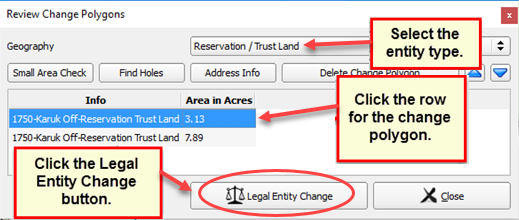 Review Change Polygons
Geography
Reservation / Trust Land
Select the
entity type.
Small Area Check
Find Holes
Address Info
Delete Change Polygon
Info
Area in Acres
1750-Karuk Off-Reservation Trust Land 3.13
1750-Karuk Off-Reservation Trust Land 7.89
Click the row
for the change
polygon.
Click the Legal
Entity Change
button.
Legal Entity Change
Close